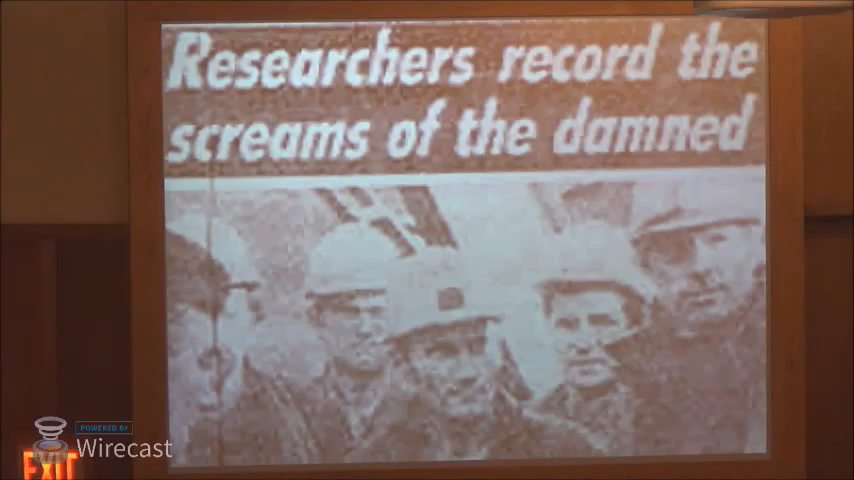 Researchers record the
screams of the damned
POWERED BY
Wirecast
EXIT